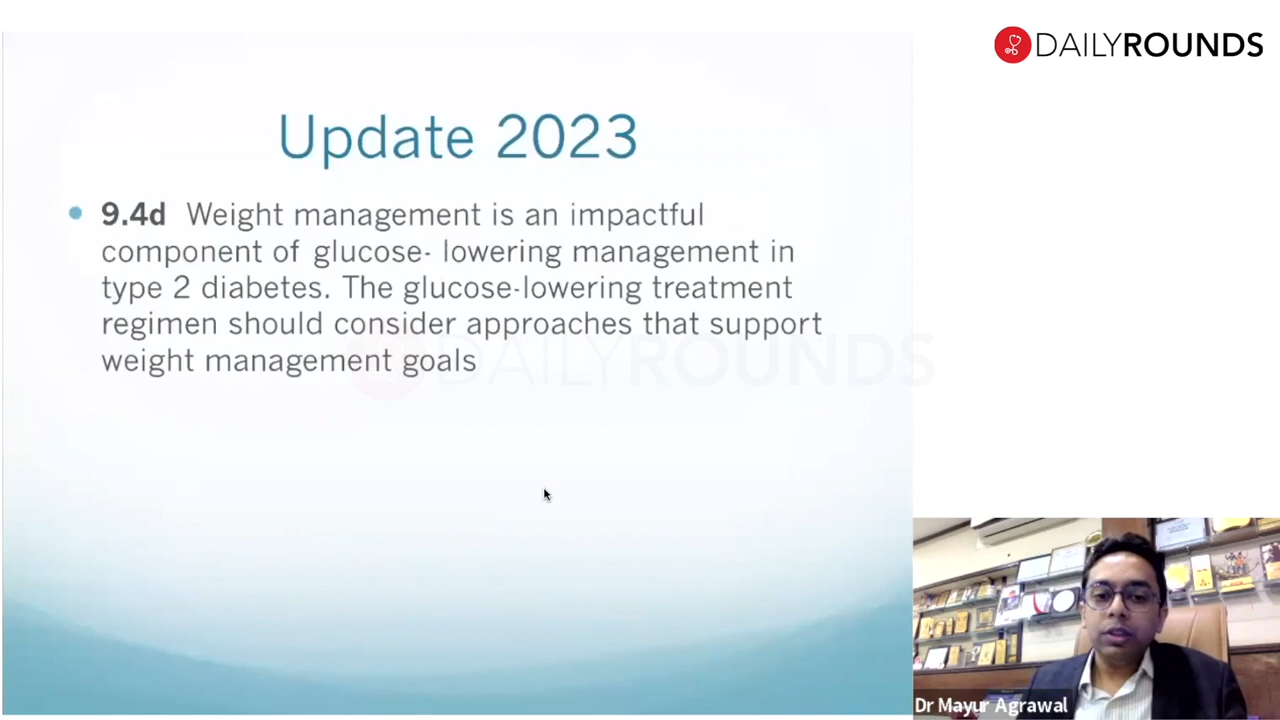 DAILYROUNDS
Update 2023
• 9.4d Weight management is an impactful
component of glucose- lowering management in
type 2 diabetes. The glucose-lowering treatment
regimen should consider approaches that support
weight management goals
DAILYROUNDS
Dr Mayur Agrawal